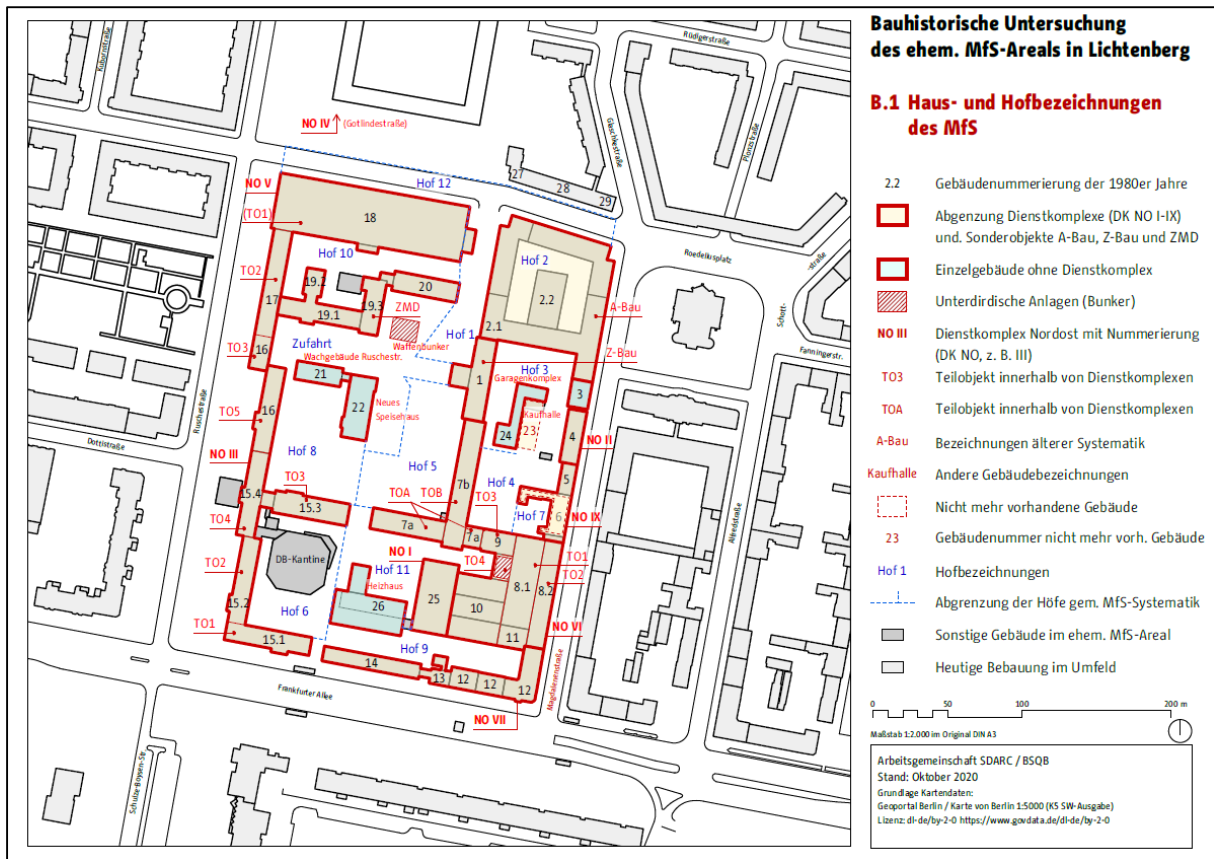 Bauhistorische Untersuchung
des ehem. MfS-Areals in Lichtenberg
B.1 Haus- und Hofbezeichnungen
des MfS
2.2 Gebäudenummerierung der 1980er Jahre
Abgenzung Dienstkomplexe (DK NO I-IX)
und. Sonderobjekte A-Bau, Z-Bau und ZMD
Einzelgebäude ohne Dienstkomplex
Unterdirdische Anlagen (Bunker)
NO III Dienstkomplex Nordost mit Nummerierung
(DK NO, z. B. III)
TO3 Teilobjekt innerhalb von Dienstkomplexen
TOA Teilobjekt innerhalb von Dienstkomplexen
A-Bau Bezeichnungen älterer Systematik
Kaufhalle Andere Gebäudebezeichnungen
Nicht mehr vorhandene Gebäude
23 Gebäudenummer nicht mehr vorh. Gebäude
Hof 1 Hofbezeichnungen
Abgrenzung der Höfe gem. MfS-Systematik
Sonstige Gebäude im ehem. MfS-Areal
Heutige Bebauung im Umfeld
0 50 100 200 m
Maßstab 1:2.000 im Original DIN A3
Arbeitsgemeinschaft SDARC / BSQB
Stand: Oktober 2020
Grundlage Kartendaten:
Geoportal Berlin / Karte von Berlin 1:5000 (K5 SW-Ausgabe)
Lizenz: dl-de/by-2-0 https://www.govdata.de/dl-de/by-2-0
Rüdigerstraße
Plonzstraße
NO IV (Gotlindestraße)
27
28
29
NO V
Hof 12
(TO1)
18
Hof 10
Hof 2
Roedeliusplatz
Schott-
-straße
TO2
19.2
20
2.2
17
19.1
19.3
ZMD
A-Bau
Waffenbunker
Hof 1
2.1
Z-Bau
Fanningerstr.
TO3
16
Zufahrt
Wachgebäude Ruschestr.
Hof 3
21
1
Garagenkomplex
3
22
Neues
Speisehaus
Kaufhalle
Ruschestraße
TO5
16
23
24
4
NO II
Dottistraße
NO III
Hof 8
Hof 5
Hof 4
5
TO3
TOA
TOB
7b
TO3
15.4
15.3
Hof 7
6
NO IX
TO4
7a
7a
9
DB-Kantine
NO I
TO4
TO1
TO2
Hof 11
TO2
Heizhaus
8.1
8.2
15.2
Hof 6
26
25
10
TO1
11
NO VI
15.1
Hof 9
14
13
12
12
12
Magdalenenstraße
Frankfurter Allee
NO VII
Alfredstraße
Schulze-Boysen-Str